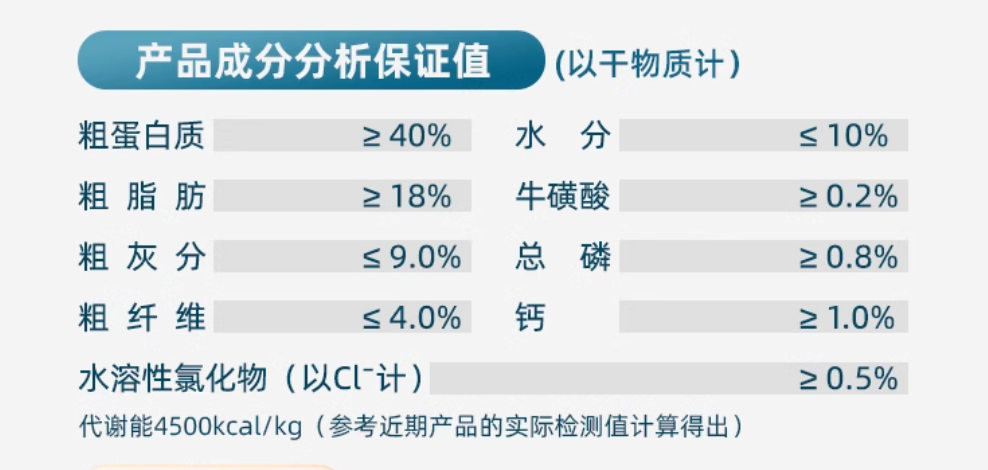 产品成分分析保证值 (以干物质计)
粗蛋白质 ≥ 40% 水 分 ≤ 10%
粗 脂 肪 ≥ 18% 牛磺酸 ≥ 0.2%
粗 灰 分 ≤ 9.0% 总 磷 ≥ 0.8%
粗 纤 维 ≤ 4.0% 钙 ≥ 1.0%
水溶性氯化物（以Cl⁻计） ≥ 0.5%
代谢能4500kcal/kg（参考近期产品的实际检测值计算得出）